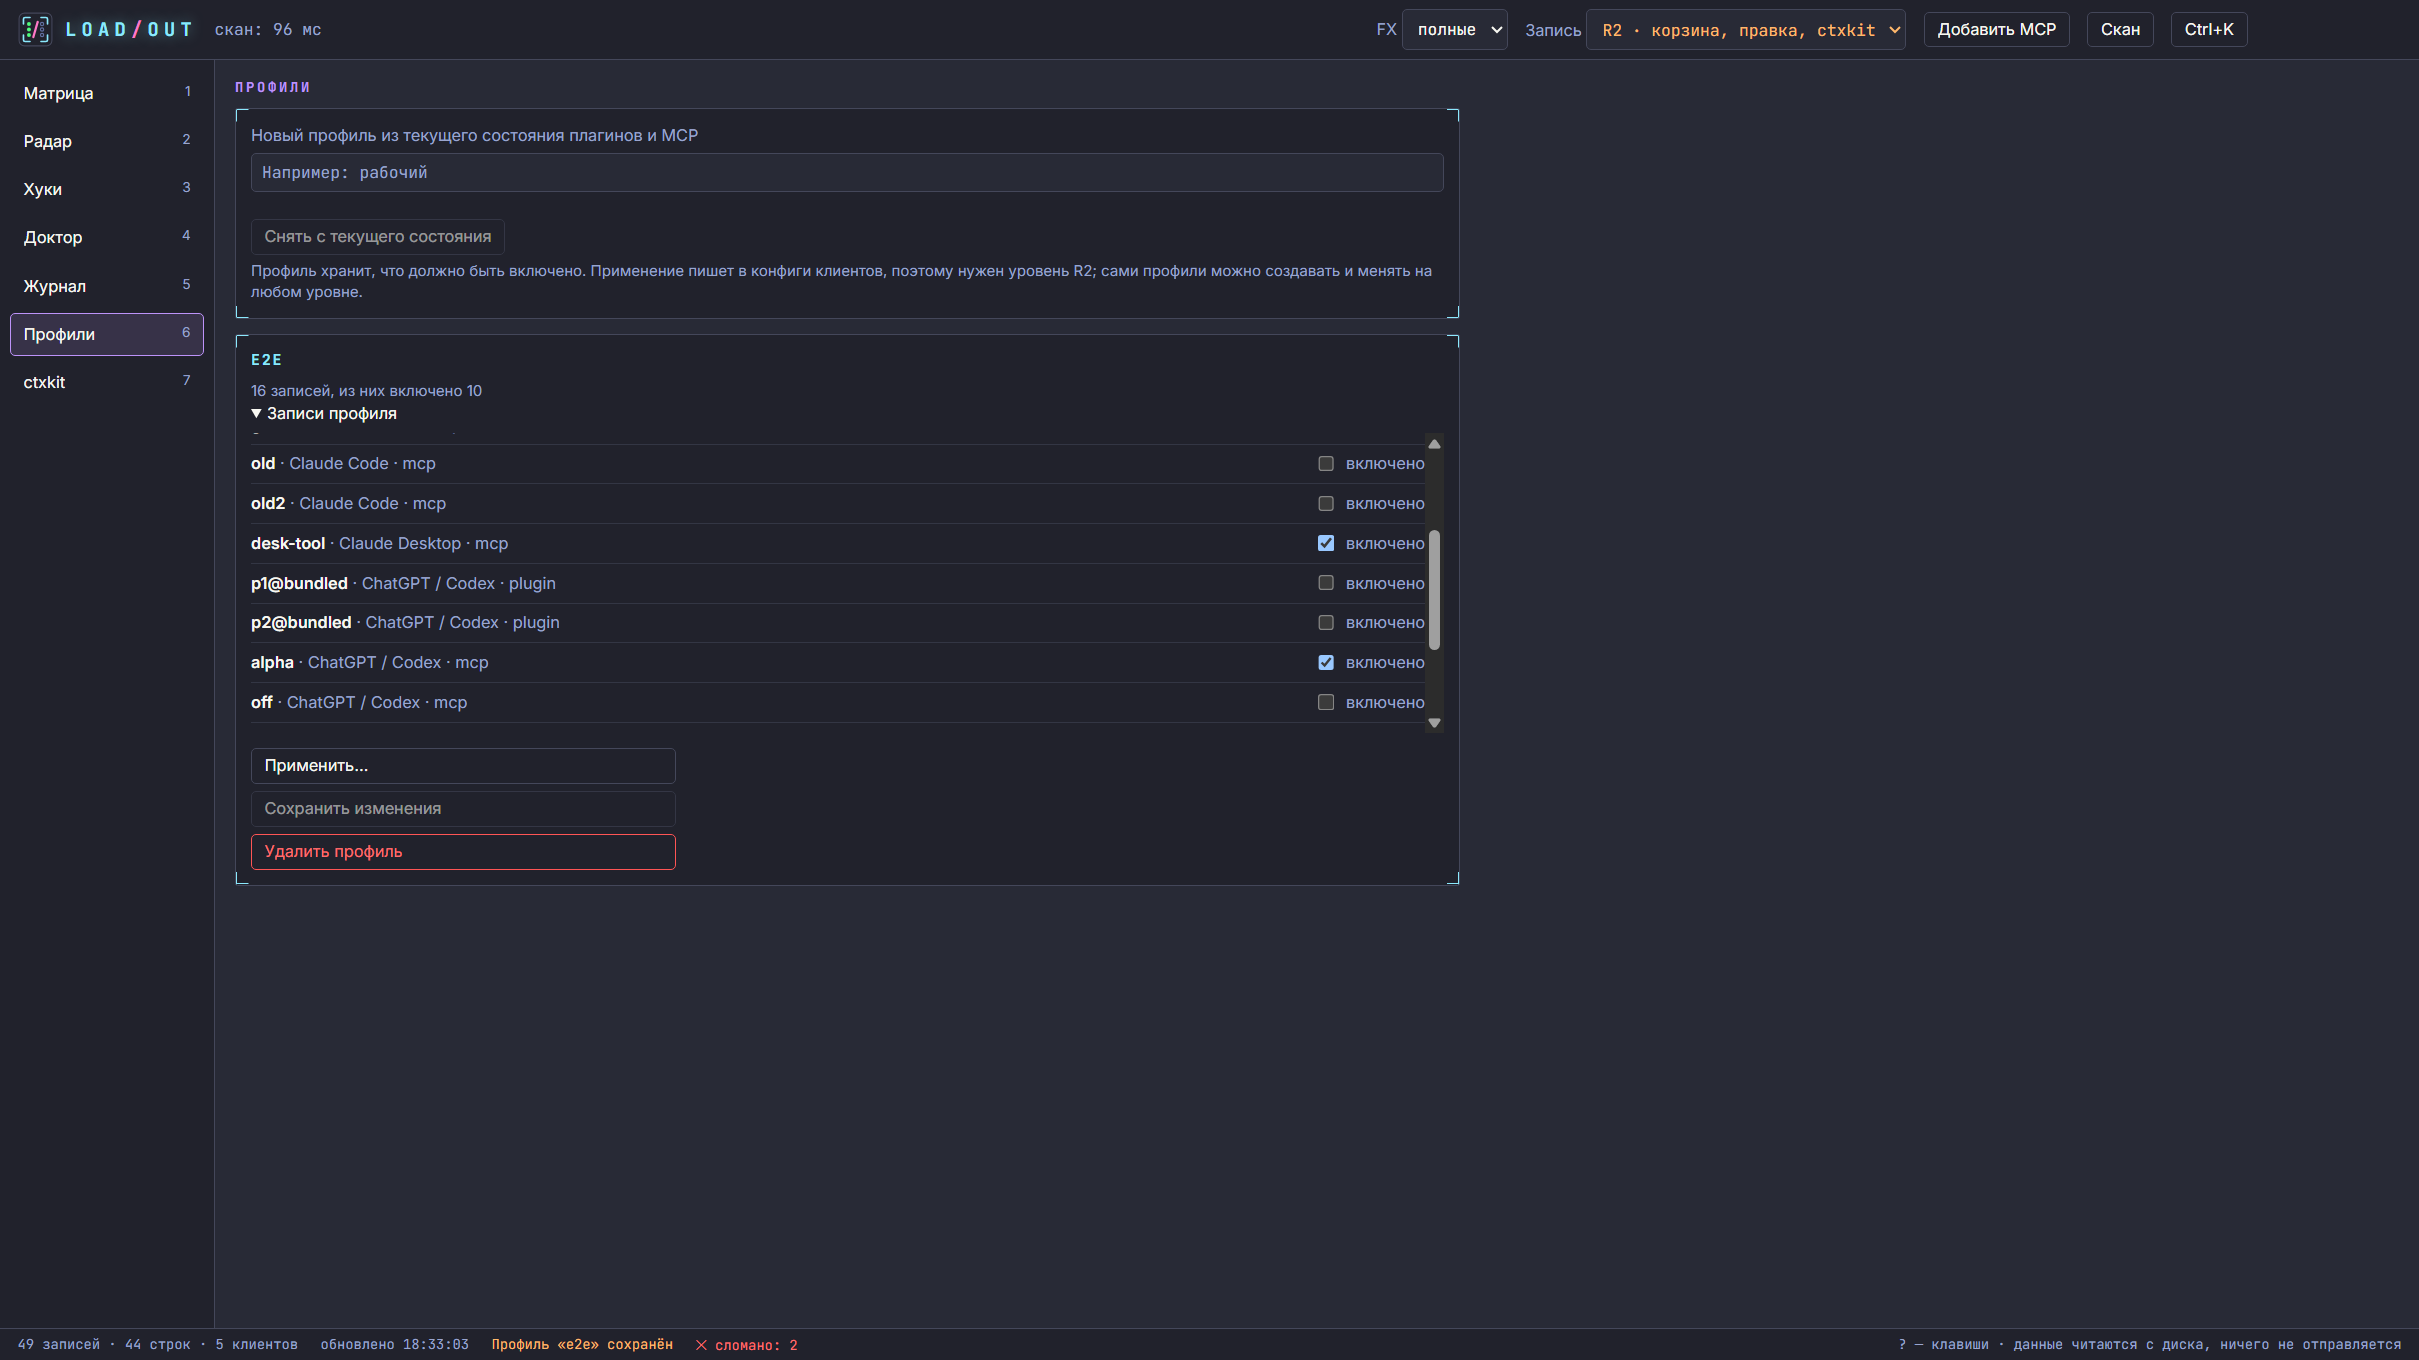 LOAD/OUT скан: 96 мс FX полные Запись R2 · корзина, правка, ctxkit Добавить MCP Скан Ctrl+K
Матрица 1
Радар 2
Хуки 3
Доктор 4
Журнал 5
Профили 6
ctxkit 7
ПРОФИЛИ
Новый профиль из текущего состояния плагинов и MCP
Например: рабочий
Снять с текущего состояния
Профиль хранит, что должно быть включено. Применение пишет в конфиги клиентов, поэтому нужен уровень R2; сами профили можно создавать и менять на
любом уровне.
E2E
16 записей, из них включено 10
▼ Записи профиля
old · Claude Code · mcp включено
old2 · Claude Code · mcp включено
desk-tool · Claude Desktop · mcp включено
p1@bundled · ChatGPT / Codex · plugin включено
p2@bundled · ChatGPT / Codex · plugin включено
alpha · ChatGPT / Codex · mcp включено
off · ChatGPT / Codex · mcp включено
Применить...
Сохранить изменения
Удалить профиль
49 записей · 44 строк · 5 клиентов обновлено 18:33:03 Профиль «e2e» сохранён ✕ сломано: 2 ? — клавиши · данные читаются с диска, ничего не отправляется